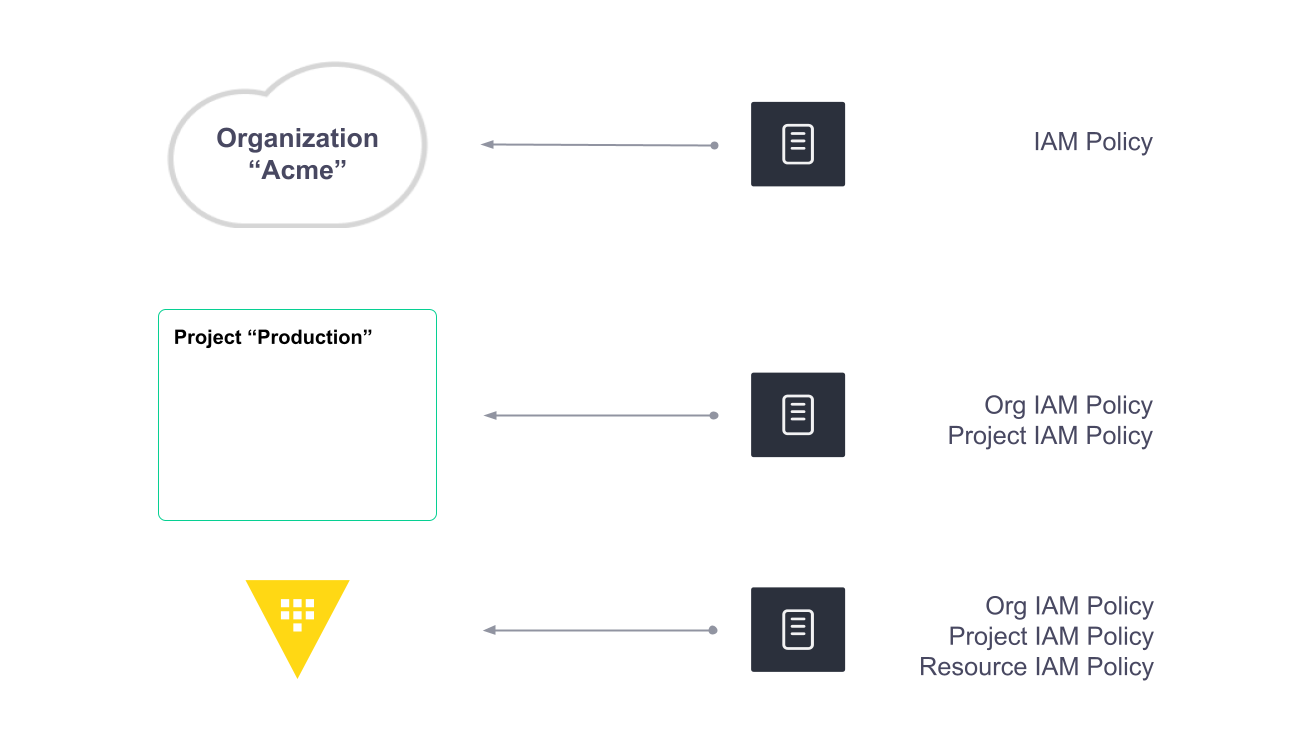 Organization
“Acme”
IAM Policy
Project “Production”
Org IAM Policy
Project IAM Policy
Org IAM Policy
Project IAM Policy
Resource IAM Policy